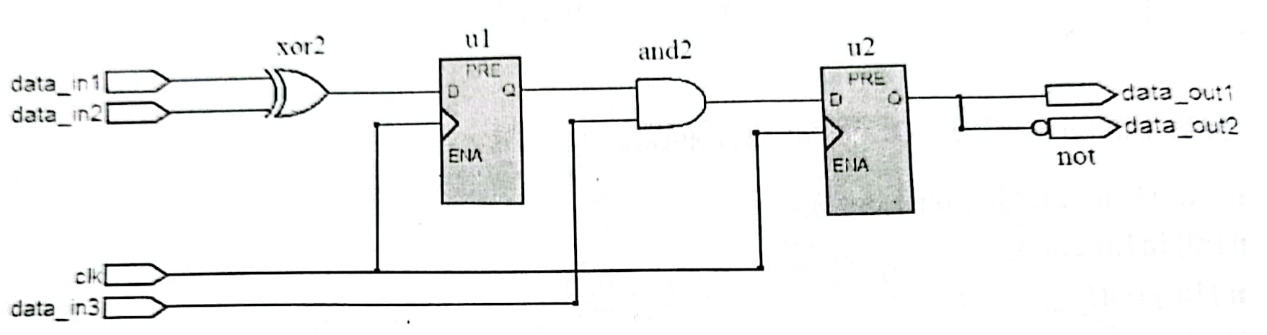 xor2
u1
and2
u2
data_in1
data_in2
PRE
D
Q
ENA
PRE
D
Q
ENA
data_out1
data_out2
not
clk
data_in3